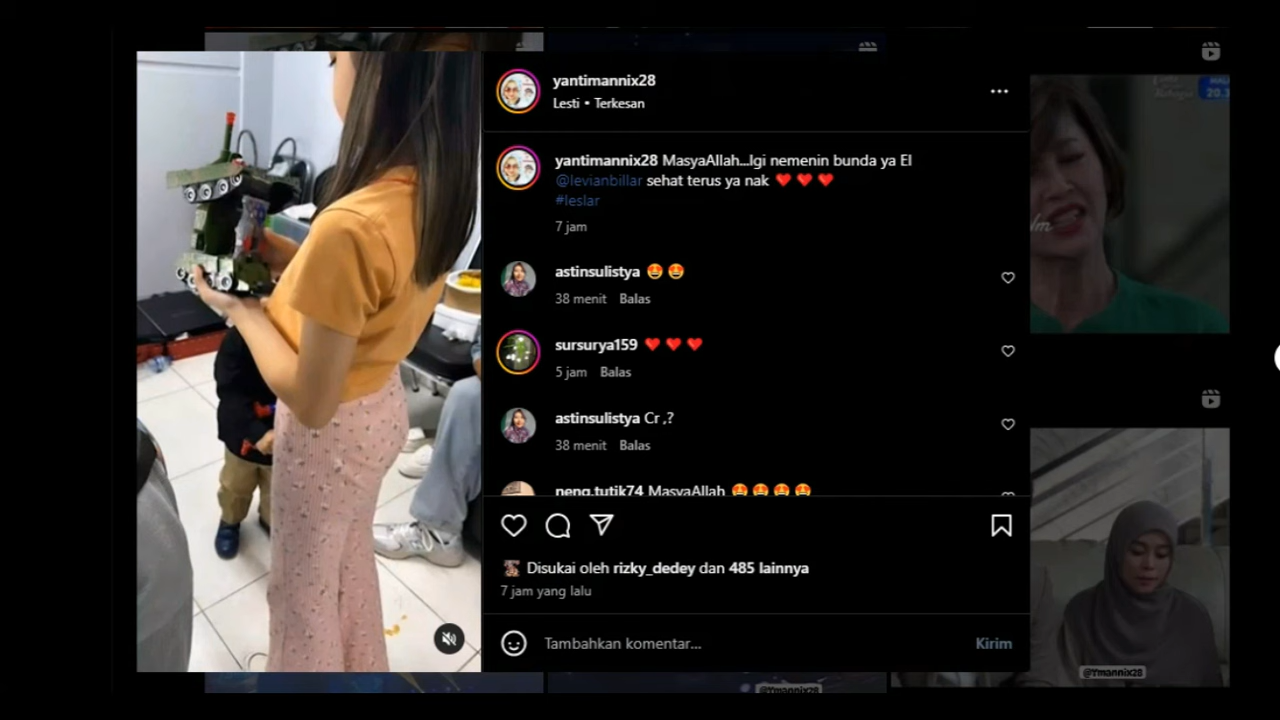 yantimannix28
Lesti • Terkesan
yantimannix28 MasyaAllah...lgi nemenin bunda ya El
@levianbillar sehat terus ya nak ❤️❤️❤️
#leslar
7 jam
astinsulistya 🤩🤩
38 menit Balas
sursurya159 ❤️❤️❤️
5 jam Balas
astinsulistya Cr ,?
38 menit Balas
neng.tutik74 MasyaAllah 🤩🤩🤩🤩
Disukai oleh rizky_dedey dan 485 lainnya
7 jam yang lalu
Tambahkan komentar...
Kirim
@Ymannix28
@Ymannix28